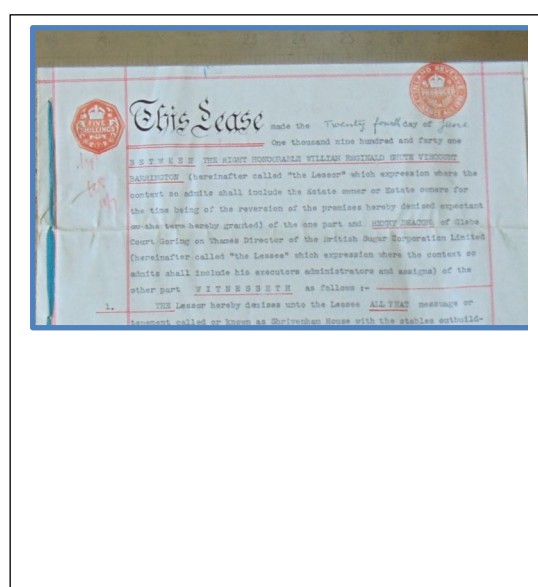 FIVE
SHILLINGS
This Lease made the Twenty fourth day of June
One thousand nine hundred and forty one
BETWEEN THE RIGHT HONOURABLE WILLIAM REGINALD SHUTE VISCOUNT
BARRINGTON (hereinafter called "the Lessor" which expression where the
context so admits shall include the Estate owner or Estate owners for
the time being of the reversion of the premises hereby demised expectant
on the term hereby granted) of the one part and HENRY DEACON of Glebe
Court Goring on Thames Director of the British Sugar Corporation Limited
(hereinafter called "the Lessee" which expression where the context so
admits shall include his executors administrators and assigns) of the
other part WITNESSETH as follows :-
1. THE Lessor hereby demises unto the Lessee ALL THAT message or
tenement called or known as Shrivenham House with the stables outbuild-